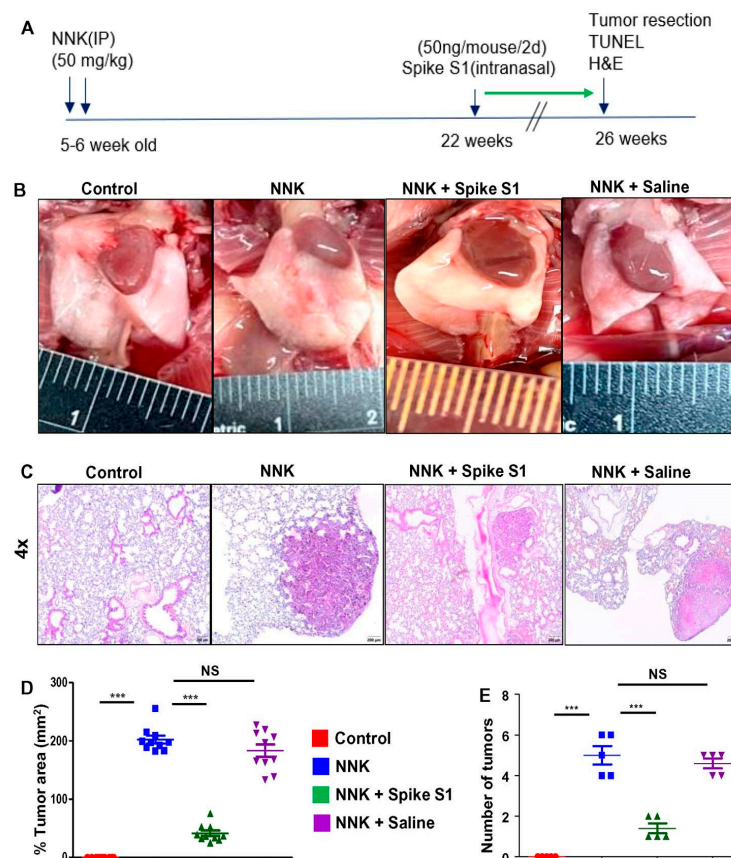 A
NNK(IP)
(50 mg/kg)
(50ng/mouse/2d)
Spike S1(intranasal)
Tumor resection
TUNEL
H&E
5-6 week old
22 weeks
26 weeks
B
Control
NNK
NNK + Spike S1
NNK + Saline
1
etric 1 2
1
C
Control
NNK
NNK + Spike S1
NNK + Saline
4x
D
% Tumor area (mm²)
300
200
100
0
***
***
NS
Control
NNK
NNK + Spike S1
NNK + Saline
E
Number of tumors
8
6
4
2
0
***
***
NS